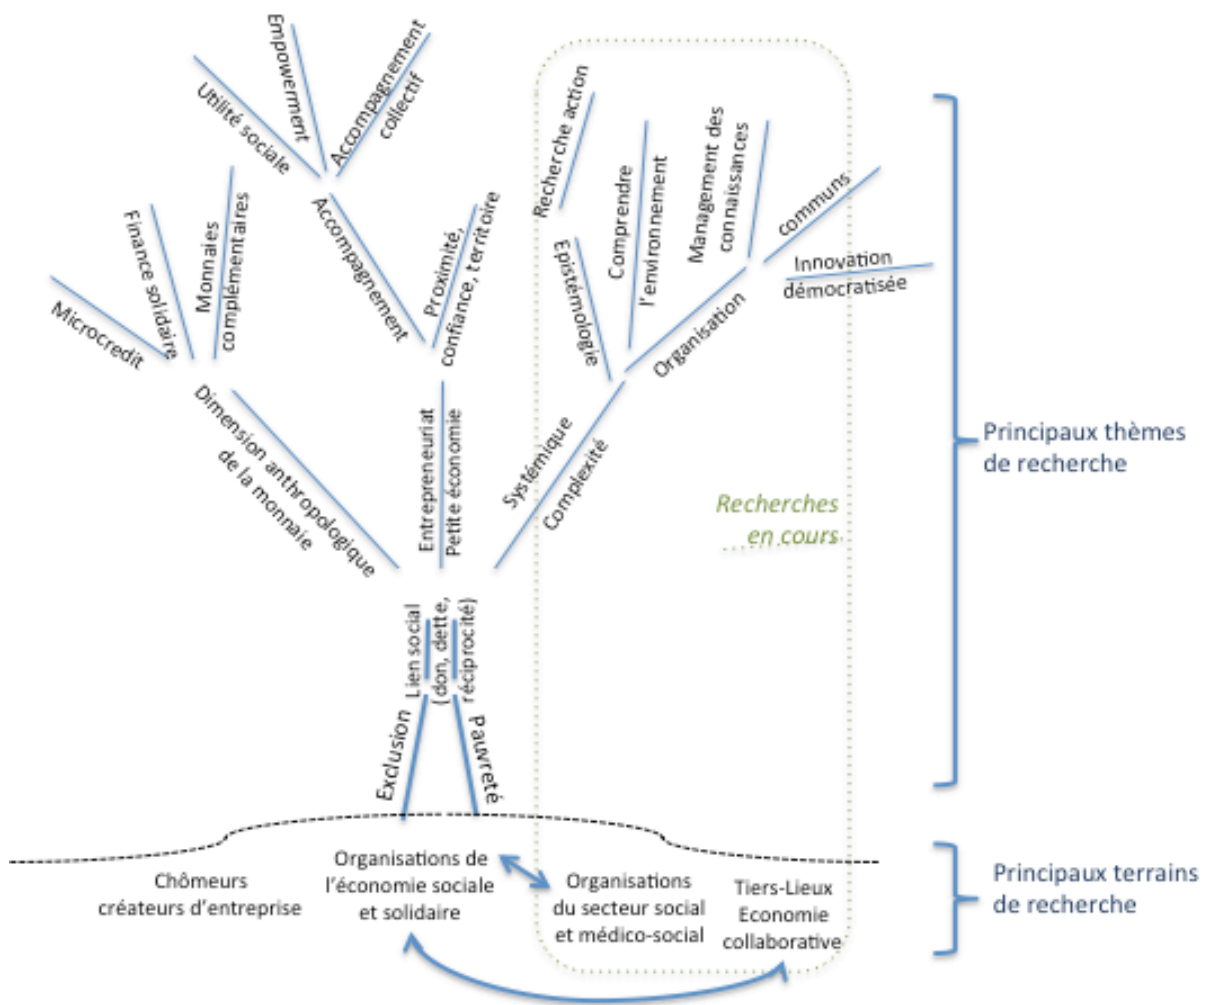 Utilité sociale
Empowerment
Accompagnement
collectif
Microcredit
Finance solidaire
Monnaies
complémentaires
Accompagnement
Proximité,
confiance, territoire
Recherche action
Epistémologie
Comprendre
l'environnement
Management des
connaissances
communs
Innovation
démocratisée
Organisation
Dimension anthropologique
de la monnaie
Entrepreneuriat
Petite économie
Systémique
Complexité
Recherches
en cours
Principaux thèmes
de recherche
Lien social
(don, dette,
réciprocité)
Exclusion
Pauvreté
Chômeurs
créateurs d'entreprise
Organisations de
l'économie sociale
et solidaire
Organisations
du secteur social
et médico-social
Tiers-Lieux
Economie
collaborative
Principaux terrains
de recherche